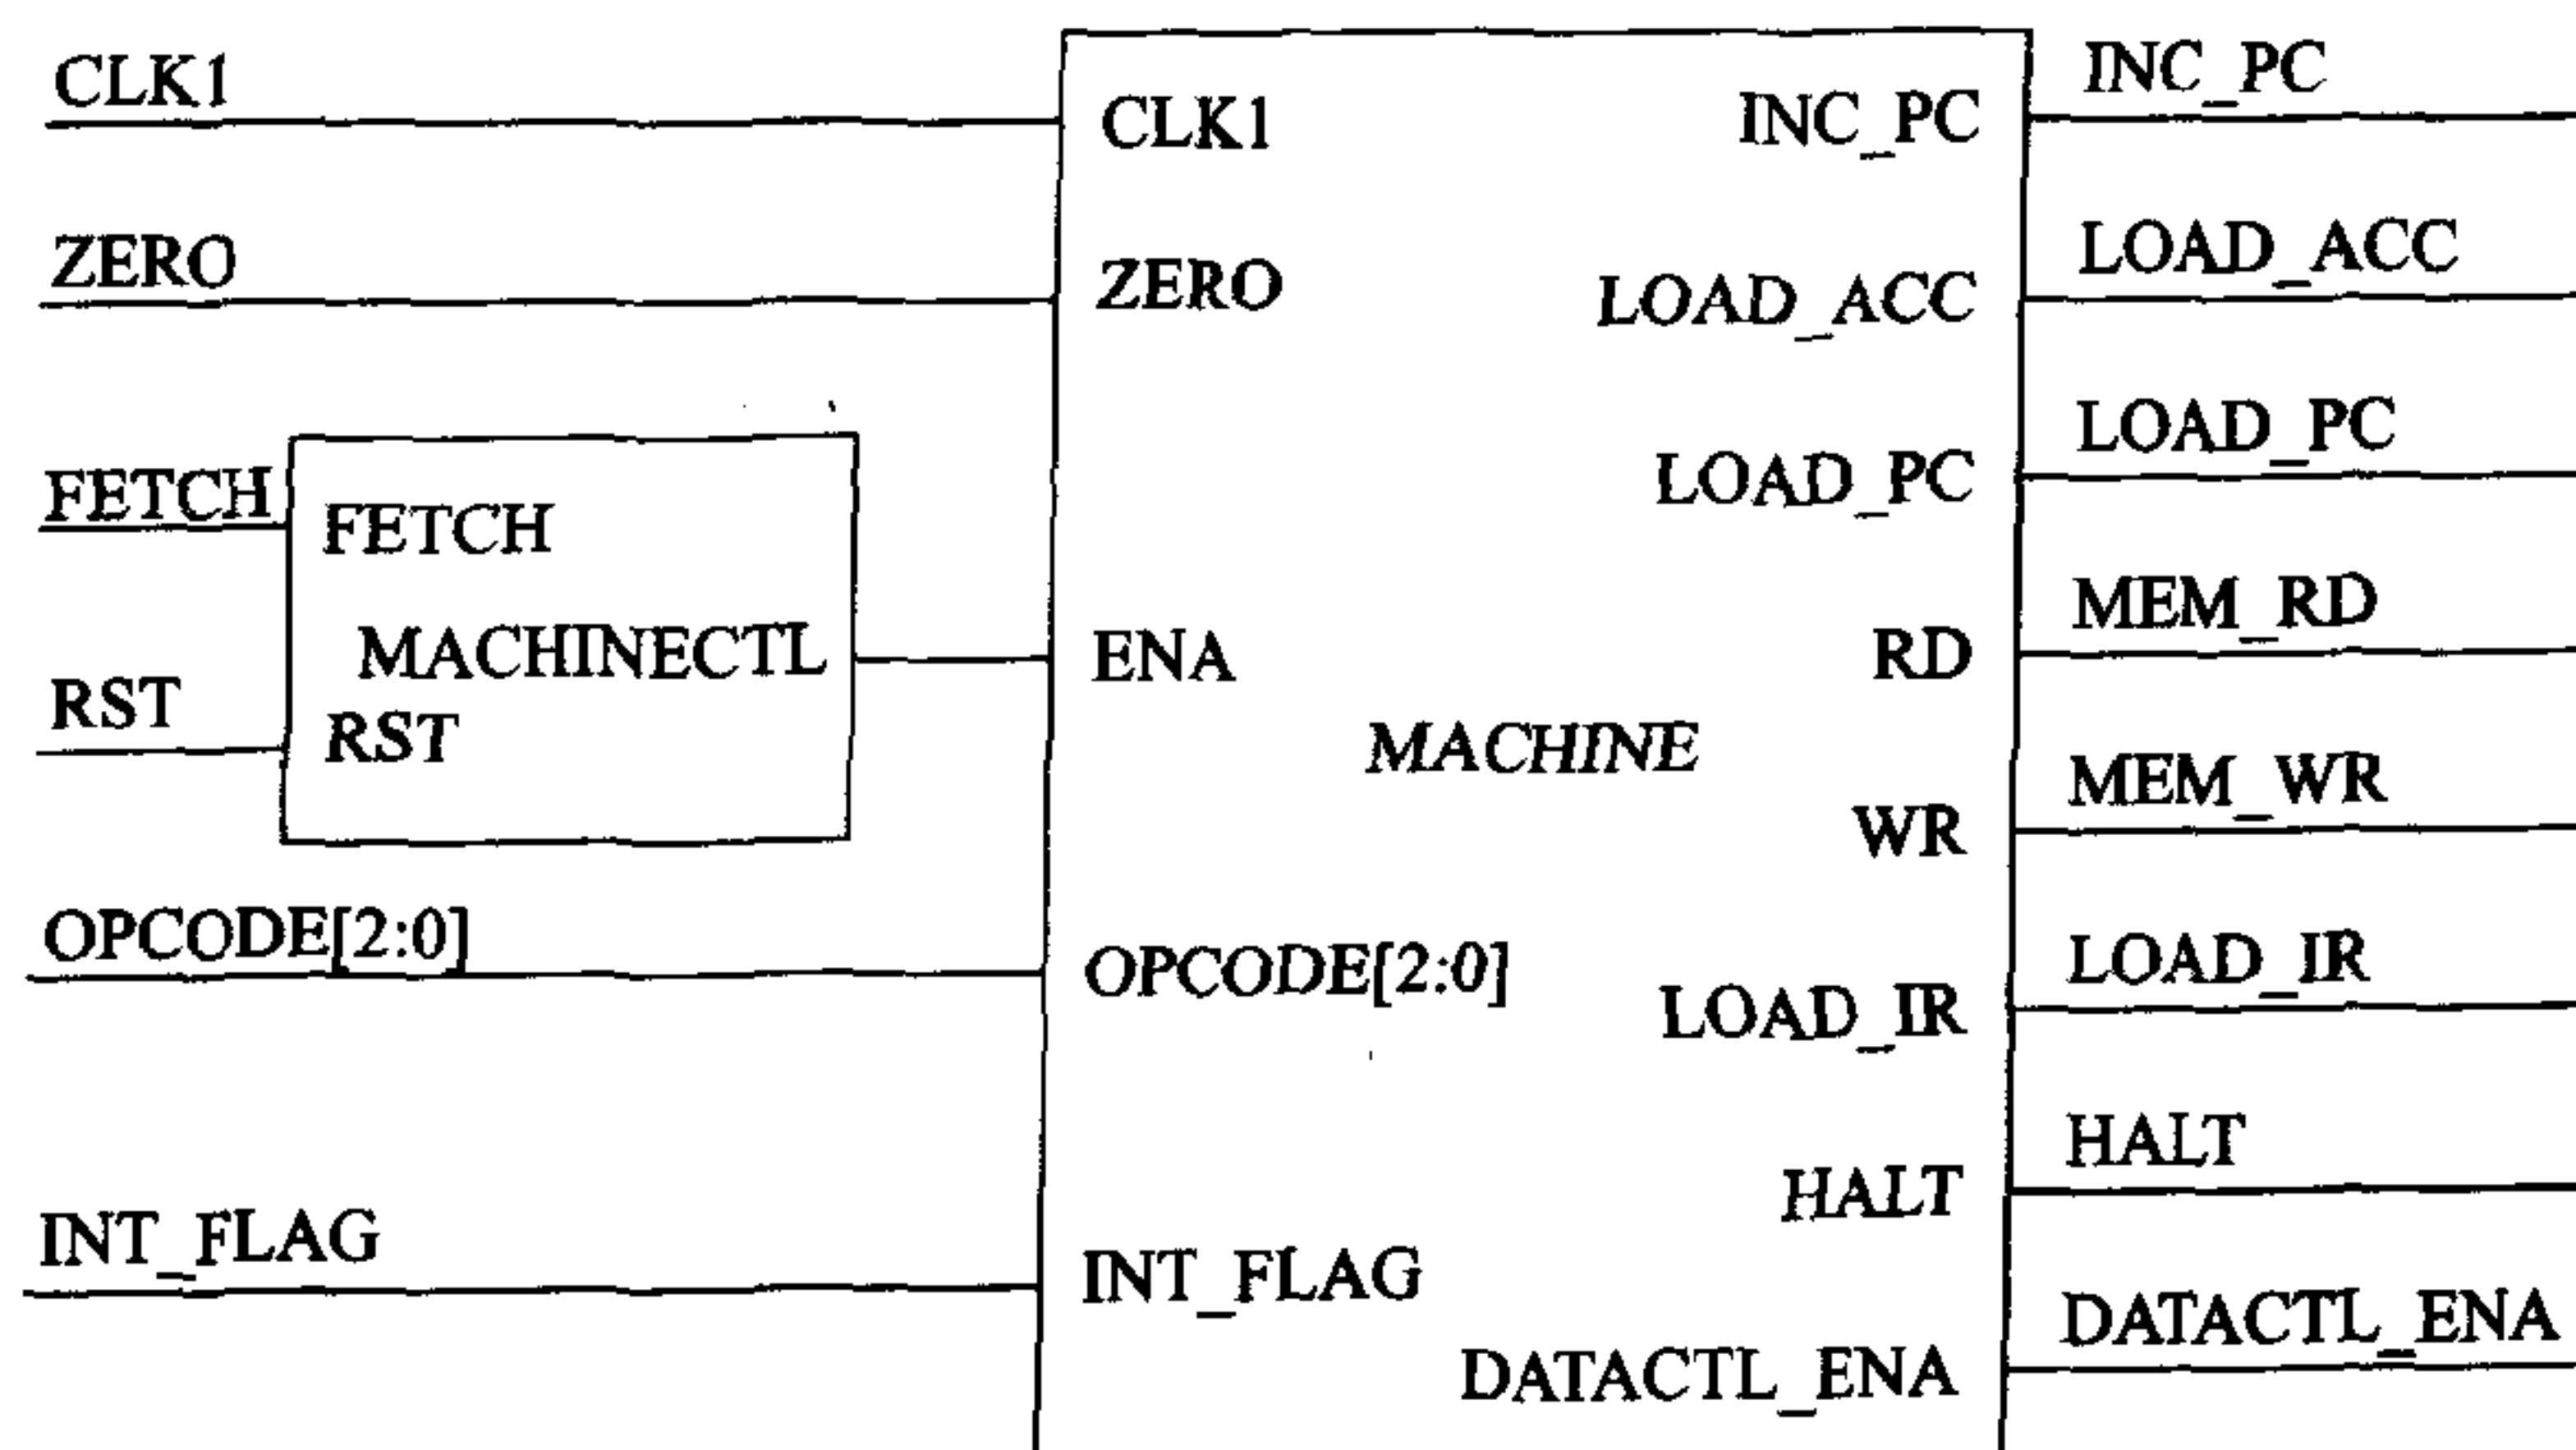 CLK1
CLK1
INC_PC
INC_PC
ZERO
ZERO
LOAD_ACC
LOAD_ACC
LOAD_PC
LOAD_PC
FETCH
FETCH
MACHINECTL
ENA
RD
MEM_RD
RST
RST
MACHINE
WR
MEM_WR
OPCODE[2:0]
OPCODE[2:0]
LOAD_IR
LOAD_IR
HALT
HALT
INT_FLAG
INT_FLAG
DATACTL_ENA
DATACTL_ENA